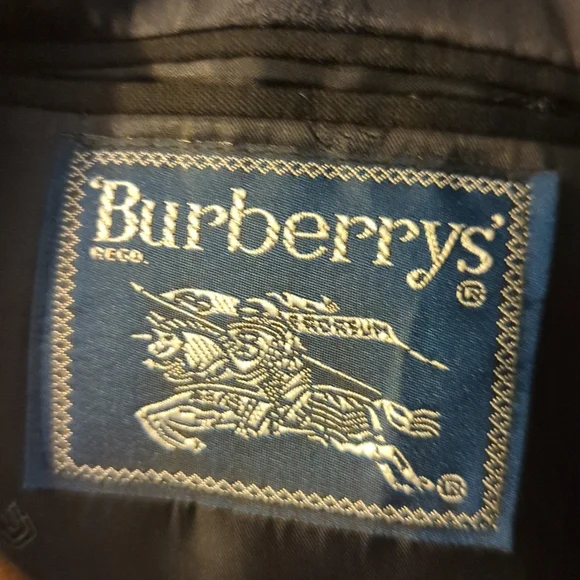 'Burberrys'
REGD. ®
PRORSUM
®